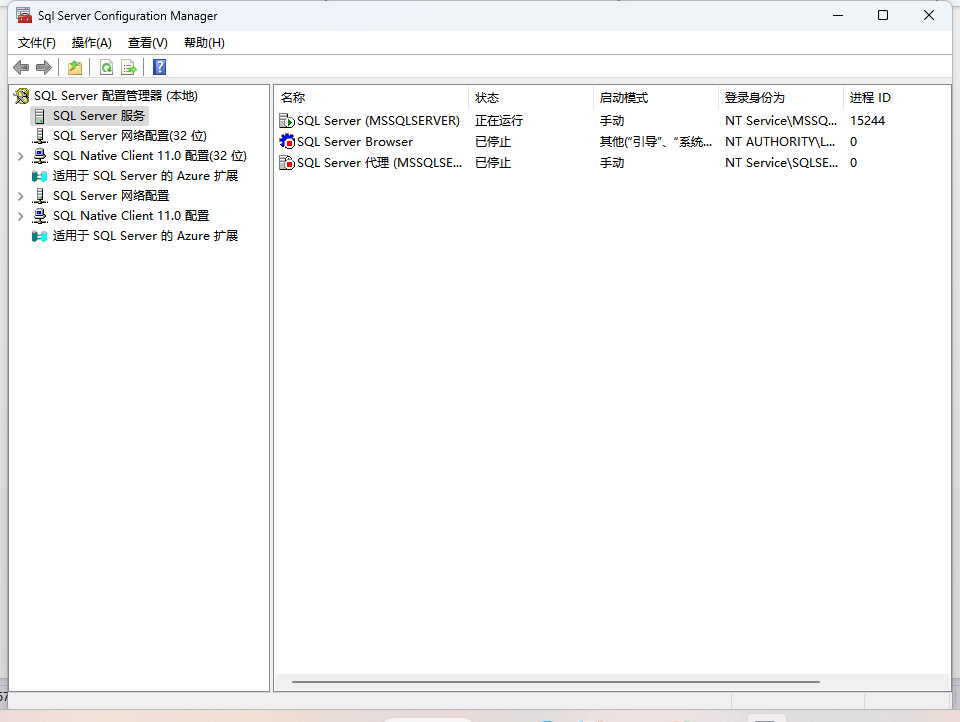 Sql Server Configuration Manager
文件(F) 操作(A) 查看(V) 帮助(H)
SQL Server 配置管理器 (本地)
SQL Server 服务
SQL Server 网络配置(32 位)
SQL Native Client 11.0 配置(32 位)
适用于 SQL Server 的 Azure 扩展
SQL Server 网络配置
SQL Native Client 11.0 配置
适用于 SQL Server 的 Azure 扩展
名称 状态 启动模式 登录身份为 进程 ID
SQL Server (MSSQLSERVER) 正在运行 手动 NT Service\MSSQ... 15244
SQL Server Browser 已停止 其他("引导"、"系统... NT AUTHORITY\L... 0
SQL Server 代理 (MSSQLSE... 已停止 手动 NT Service\SQLSE... 0